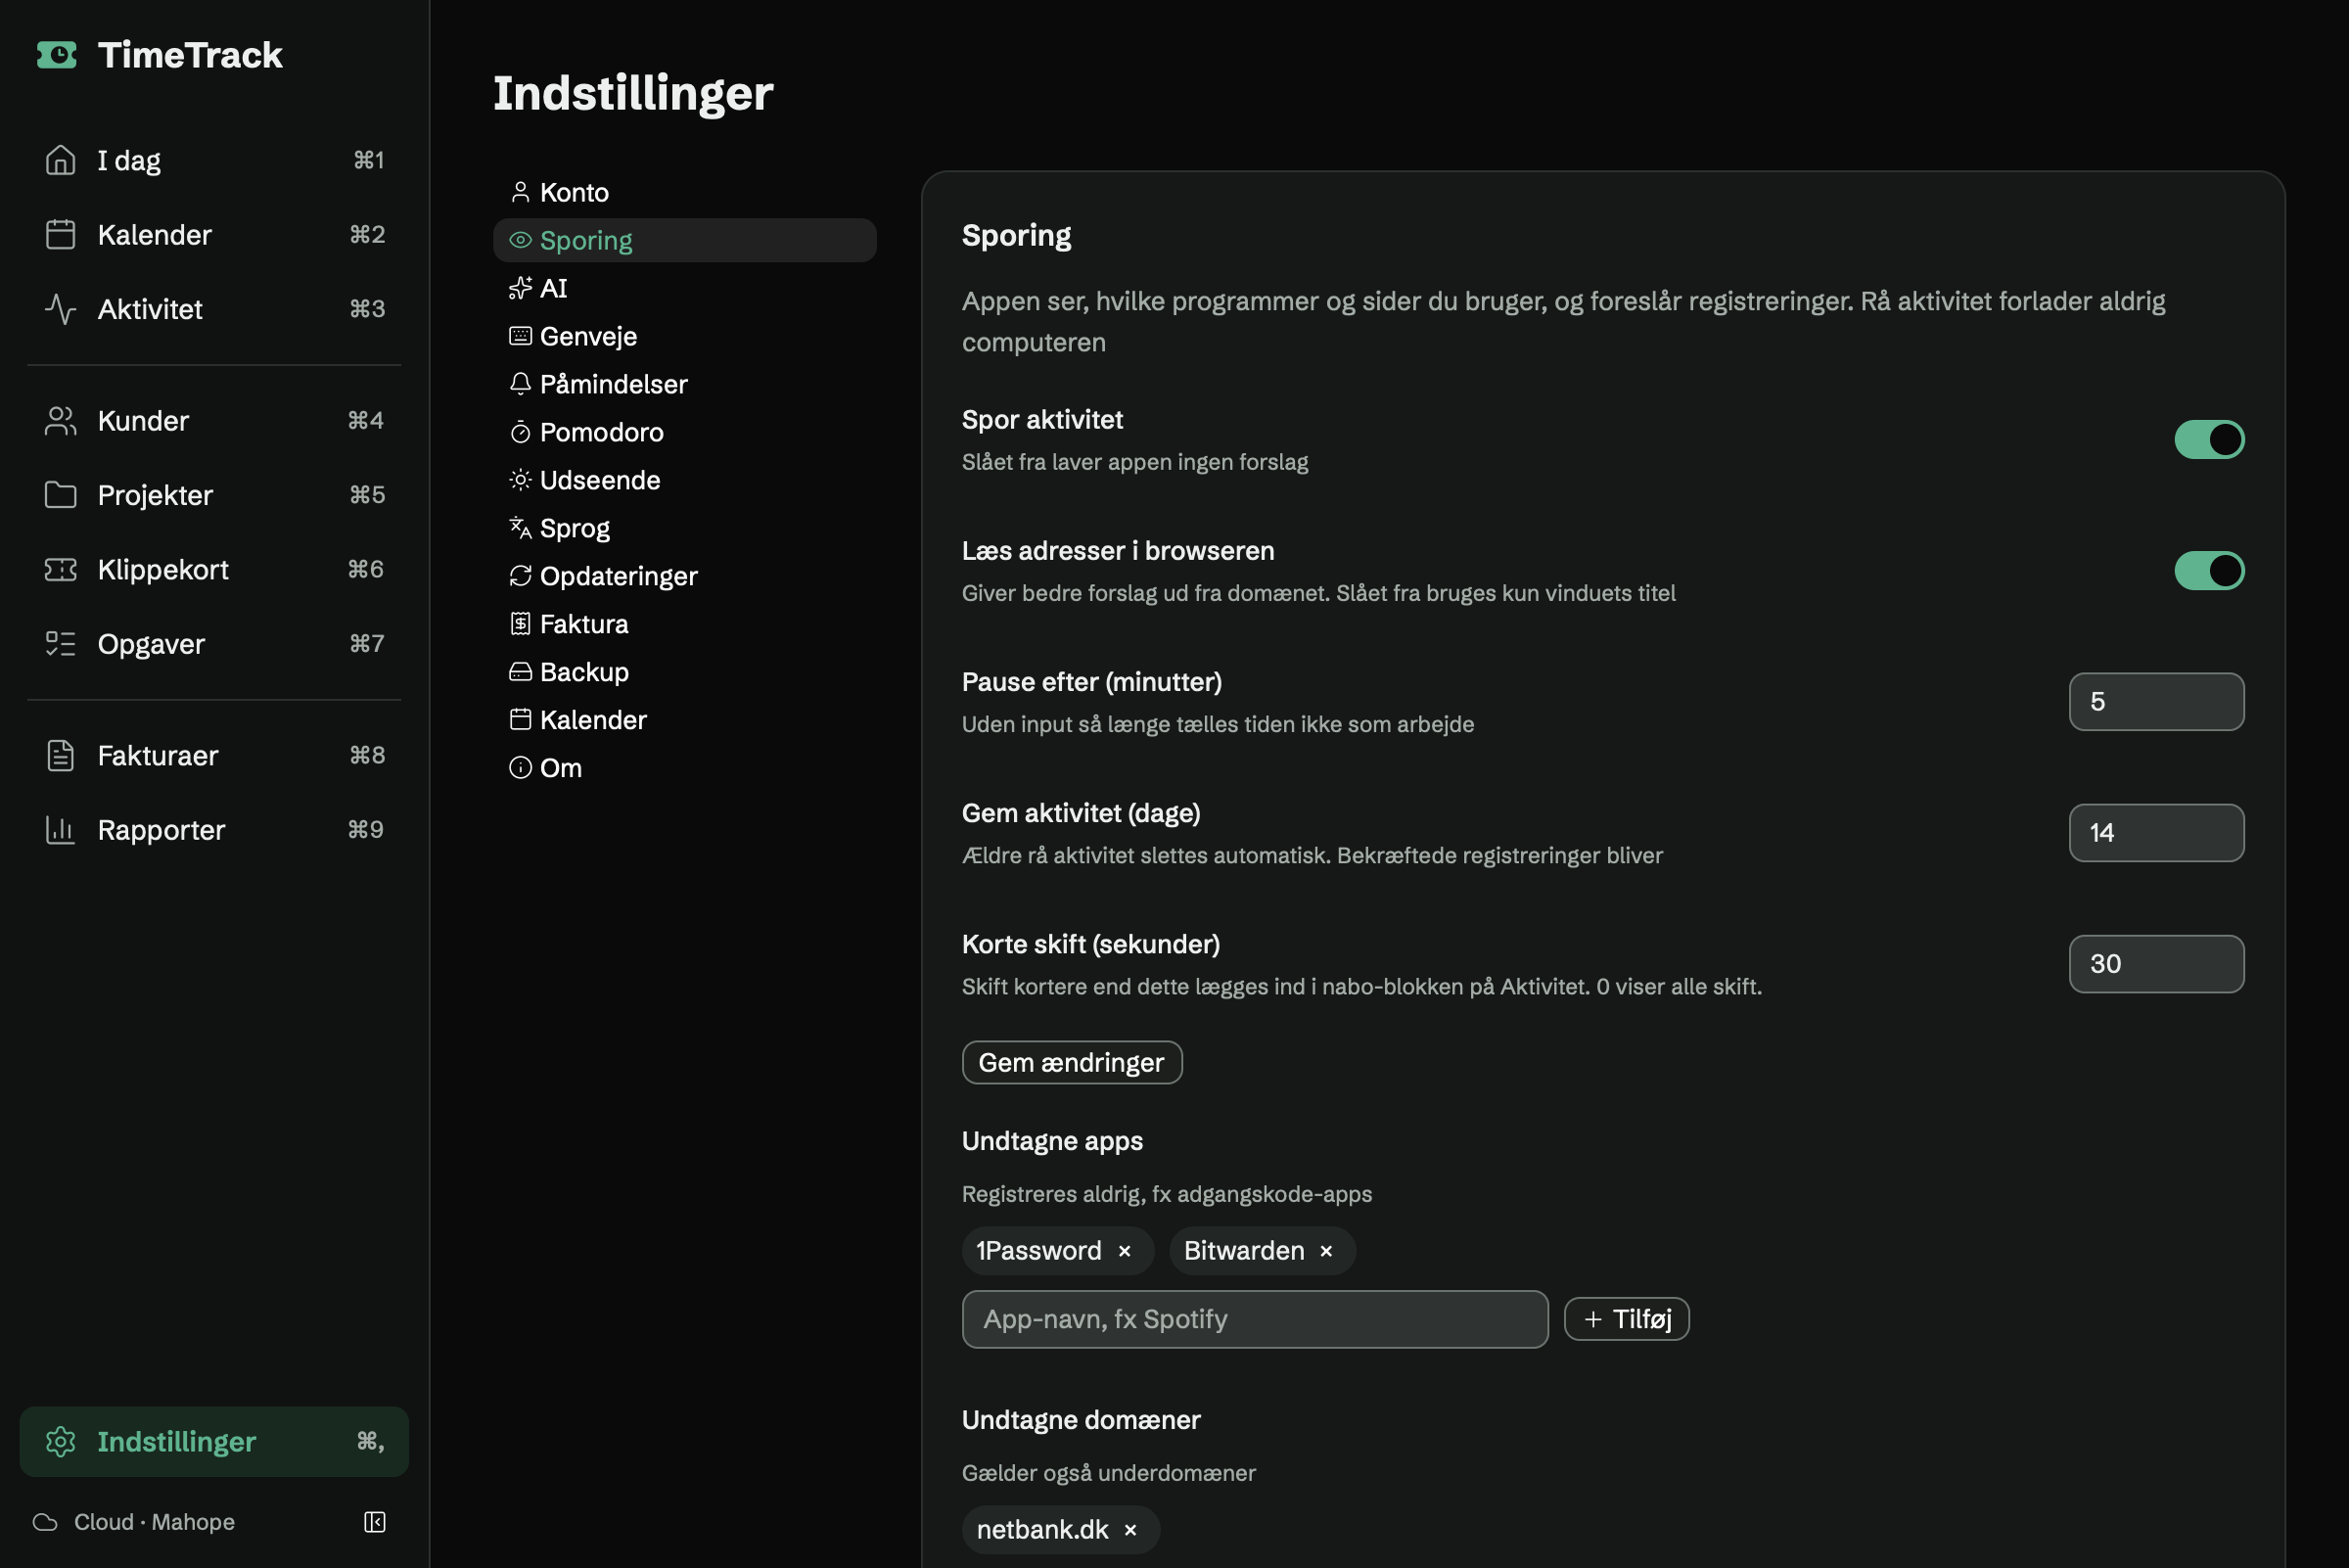 TimeTrack
I dag ⌘1
Kalender ⌘2
Aktivitet ⌘3
Kunder ⌘4
Projekter ⌘5
Klippekort ⌘6
Opgaver ⌘7
Fakturaer ⌘8
Rapporter ⌘9
Indstillinger ⌘,
Cloud · Mahope
Indstillinger
Konto
Sporing
AI
Genveje
Påmindelser
Pomodoro
Udseende
Sprog
Opdateringer
Faktura
Backup
Kalender
Om
Sporing
Appen ser, hvilke programmer og sider du bruger, og foreslår registreringer. Rå aktivitet forlader aldrig
computeren
Spor aktivitet
Slået fra laver appen ingen forslag
Læs adresser i browseren
Giver bedre forslag ud fra domænet. Slået fra bruges kun vinduets titel
Pause efter (minutter)
Uden input så længe tælles tiden ikke som arbejde
5
Gem aktivitet (dage)
Ældre rå aktivitet slettes automatisk. Bekræftede registreringer bliver
14
Korte skift (sekunder)
Skift kortere end dette lægges ind i nabo-blokken på Aktivitet. 0 viser alle skift.
30
Gem ændringer
Undtagne apps
Registreres aldrig, fx adgangskode-apps
1Password × Bitwarden ×
App-navn, fx Spotify + Tilføj
Undtagne domæner
Gælder også underdomæner
netbank.dk ×